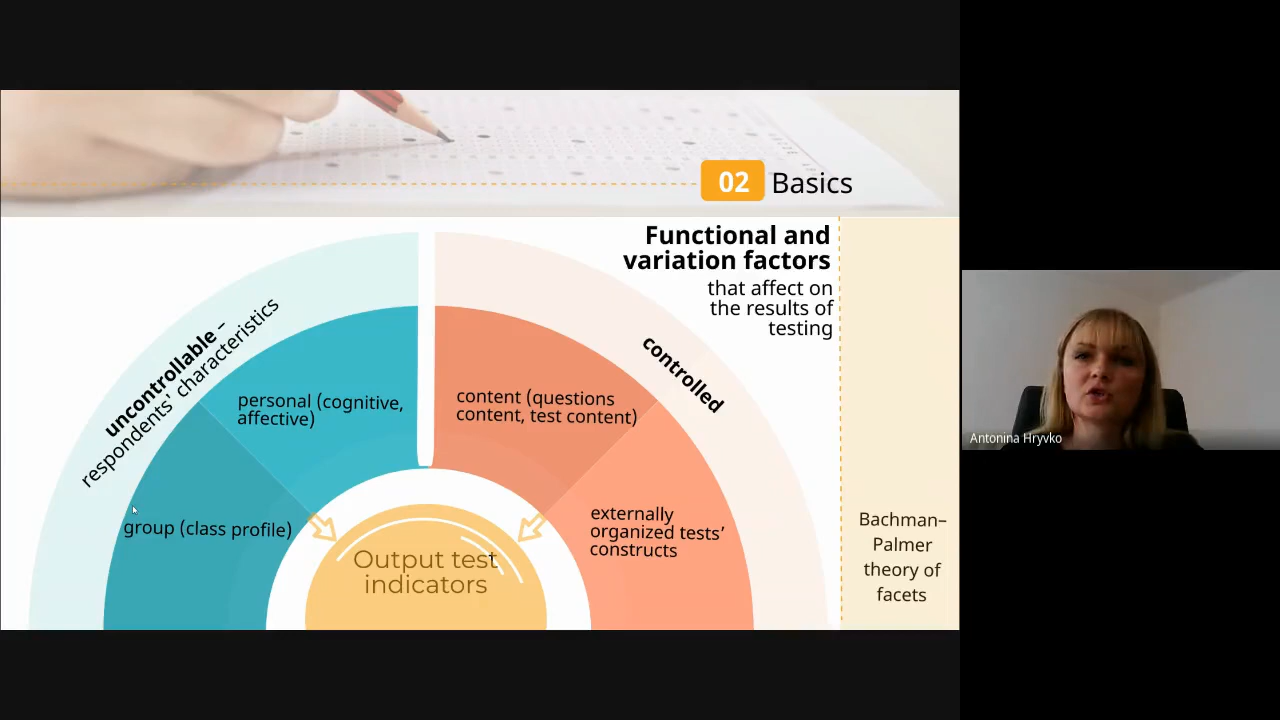 02 Basics
Functional and
variation factors
that affect on
the results of
testing
uncontrollable –
respondents' characteristics
controlled
personal (cognitive,
affective)
content (questions
content, test content)
group (class profile)
externally
organized tests’
constructs
Output test
indicators
Bachman–
Palmer
theory of
facets
Antonina Hryvko